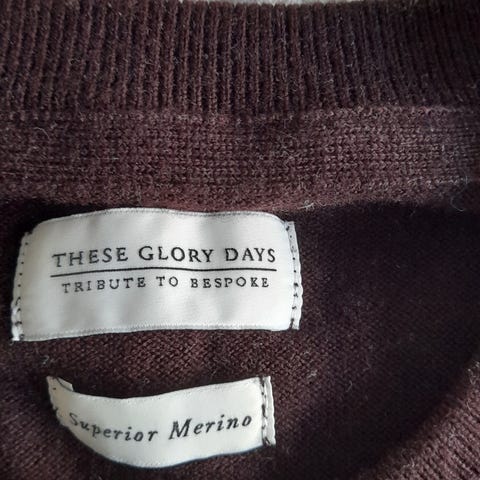 THESE GLORY DAYS
TRIBUTE TO BESPOKE
Superior Merino